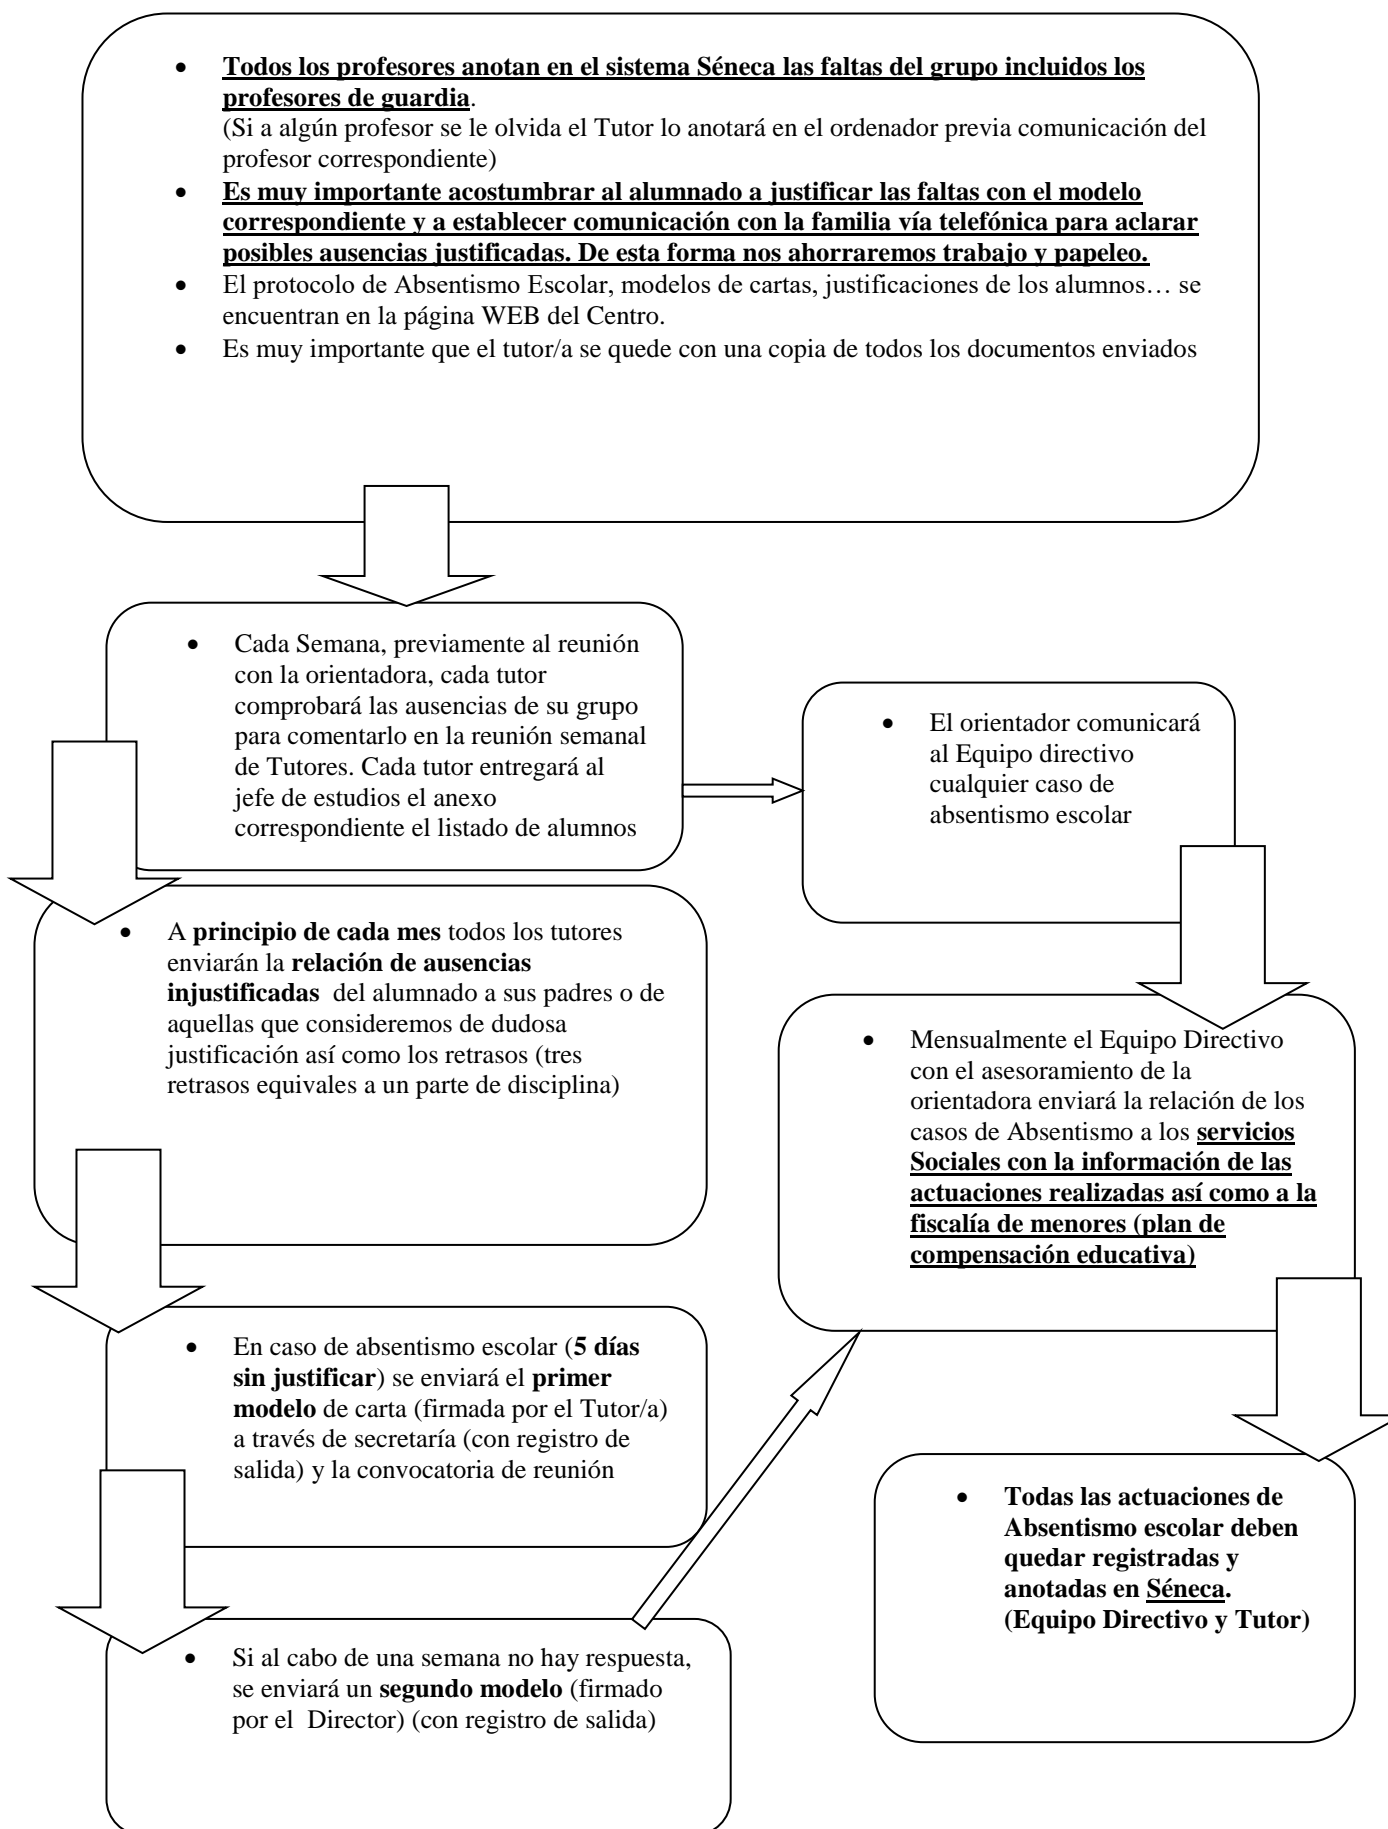 • Todos los profesores anotan en el sistema Séneca las faltas del grupo incluidos los
profesores de guardia.
(Si a algún profesor se le olvida el Tutor lo anotará en el ordenador previa comunicación del
profesor correspondiente)
• Es muy importante acostumbrar al alumnado a justificar las faltas con el modelo
correspondiente y a establecer comunicación con la familia vía telefónica para aclarar
posibles ausencias justificadas. De esta forma nos ahorraremos trabajo y papeleo.
• El protocolo de Absentismo Escolar, modelos de cartas, justificaciones de los alumnos… se
encuentran en la página WEB del Centro.
• Es muy importante que el tutor/a se quede con una copia de todos los documentos enviados
• Cada Semana, previamente al reunión
con la orientadora, cada tutor
comprobará las ausencias de su grupo
para comentarlo en la reunión semanal
de Tutores. Cada tutor entregará al
jefe de estudios el anexo
correspondiente el listado de alumnos
• El orientador comunicará
al Equipo directivo
cualquier caso de
absentismo escolar
• A principio de cada mes todos los tutores
enviarán la relación de ausencias
injustificadas del alumnado a sus padres o de
aquellas que consideremos de dudosa
justificación así como los retrasos (tres
retrasos equivales a un parte de disciplina)
• Mensualmente el Equipo Directivo
con el asesoramiento de la
orientadora enviará la relación de los
casos de Absentismo a los servicios
Sociales con la información de las
actuaciones realizadas así como a la
fiscalía de menores (plan de
compensación educativa)
• En caso de absentismo escolar (5 días
sin justificar) se enviará el primer
modelo de carta (firmada por el Tutor/a)
a través de secretaría (con registro de
salida) y la convocatoria de reunión
• Todas las actuaciones de
Absentismo escolar deben
quedar registradas y
anotadas en Séneca.
(Equipo Directivo y Tutor)
• Si al cabo de una semana no hay respuesta,
se enviará un segundo modelo (firmado
por el Director) (con registro de salida)